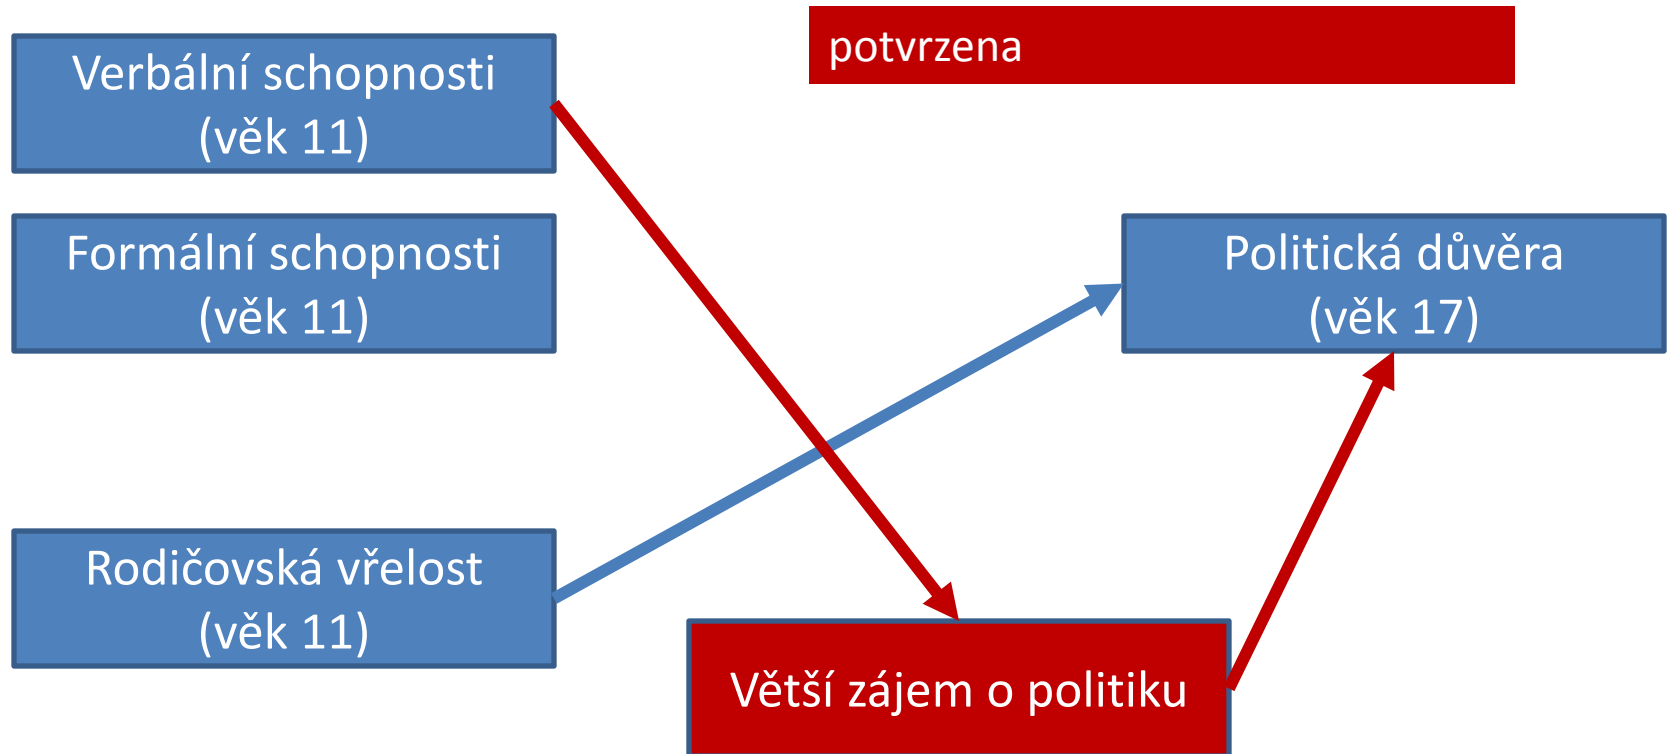 potvrzena
Verbální schopnosti
(věk 11)
Formální schopnosti
(věk 11)
Politická důvěra
(věk 17)
Rodičovská vřelost
(věk 11)
Větší zájem o politiku